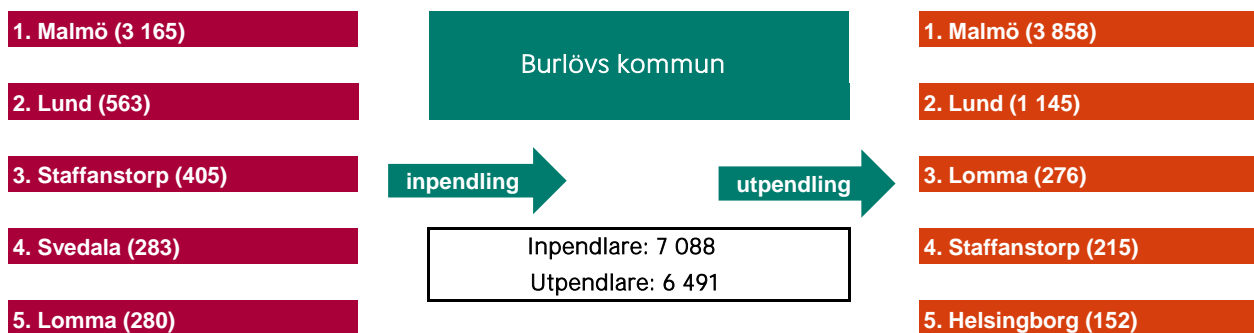 1. Malmö (3 165)
2. Lund (563)
3. Staffanstorp (405)
4. Svedala (283)
5. Lomma (280)
Burlövs kommun
inpendling
utpendling
Inpendlare: 7 088
Utpendlare: 6 491
1. Malmö (3 858)
2. Lund (1 145)
3. Lomma (276)
4. Staffanstorp (215)
5. Helsingborg (152)